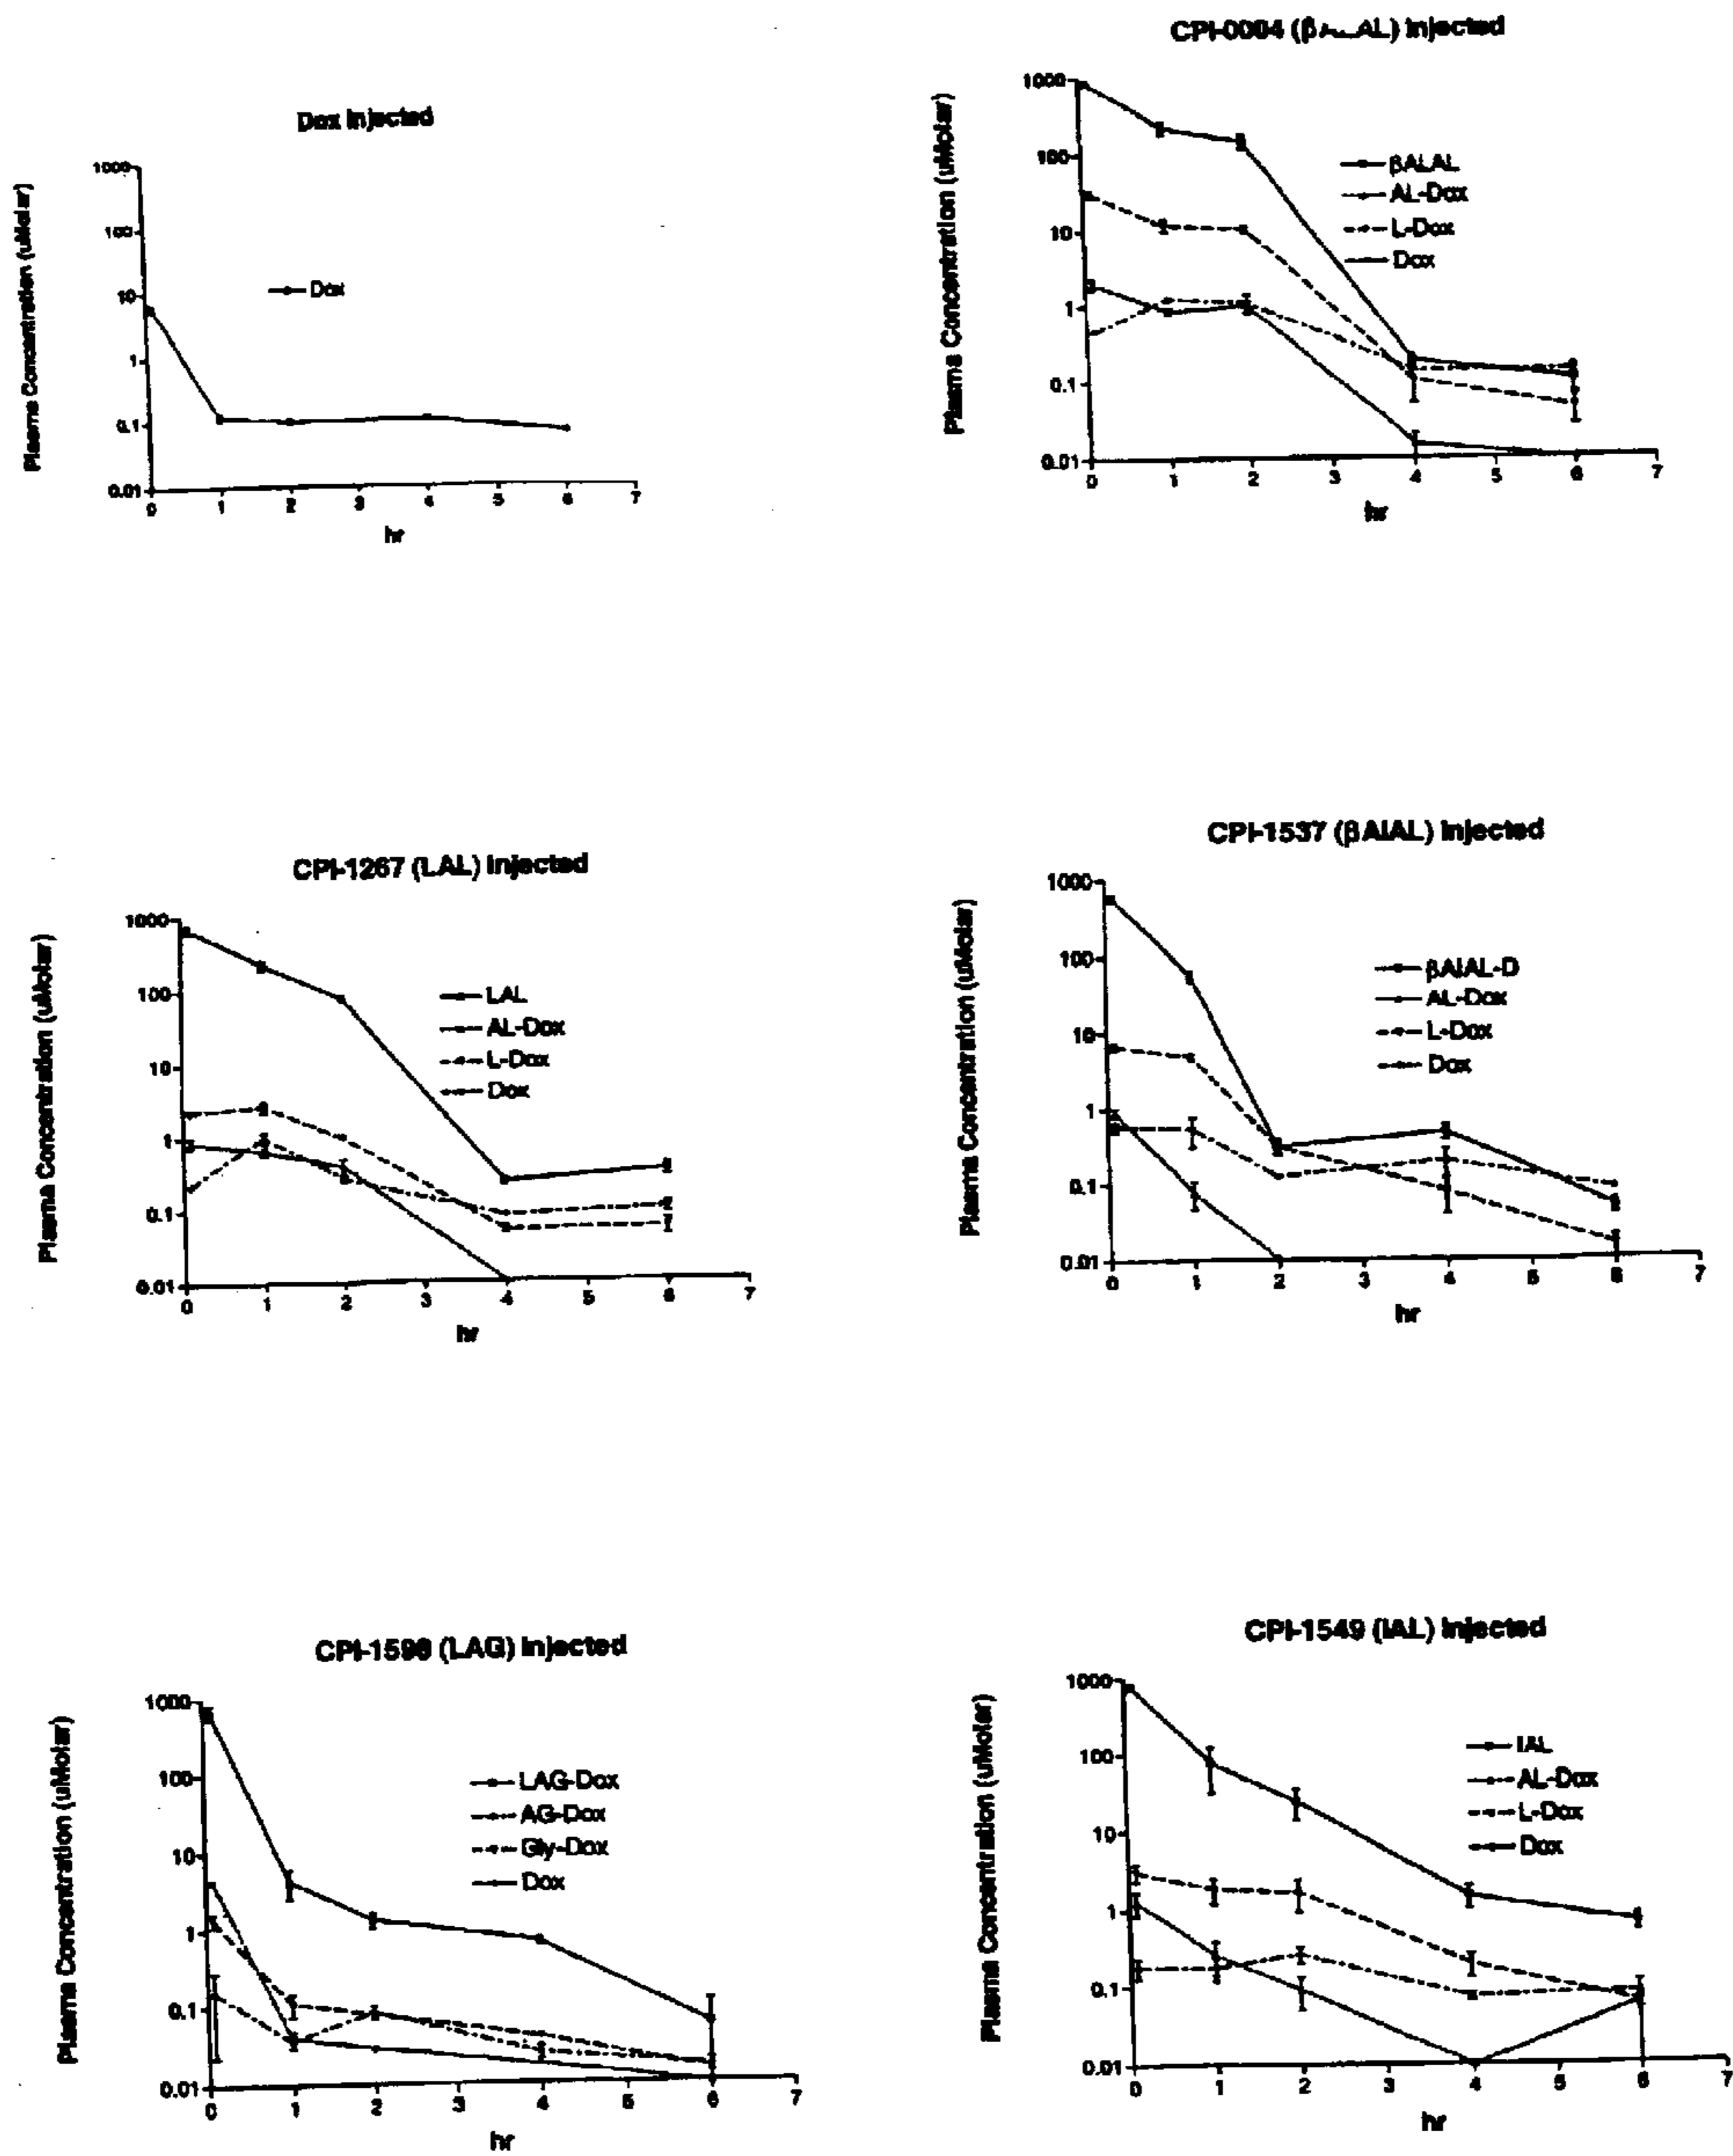 Dox Injected
Plasma Concentration (uMolar)
1000
100
10
1
0.1
0.01
Dox
0 1 2 3 4 5 6 7
hr
CPI-0004 Injected
Plasma Concentration (uMolar)
1000
100
10
1
0.1
0.01
βALAL
AL-Dox
L-Dox
Dox
0 1 2 3 4 5 6 7
hr
CPI-1267 (LAL) Injected
Plasma Concentration (uMolar)
1000
100
10
1
0.1
0.01
LAL
AL-Dox
L-Dox
Dox
0 1 2 3 4 5 6 7
hr
CPI-1537 (βAIAL) Injected
Plasma Concentration (uMolar)
1000
100
10
1
0.1
0.01
βAIAL-D
AL-Dox
L-Dox
Dox
0 1 2 3 4 5 6 7
hr
(LAG) Injected
Plasma Concentration (uMolar)
1000
100
10
1
0.1
0.01
LAG-Dox
AG-Dox
Gly-Dox
Dox
0 1 2 3 4 5 6 7
hr
CPI-1549 (IAL) Injected
Plasma Concentration (uMolar)
1000
100
10
1
0.1
0.01
IAL
AL-Dox
L-Dox
Dox
0 1 2 3 4 5 6 7
hr